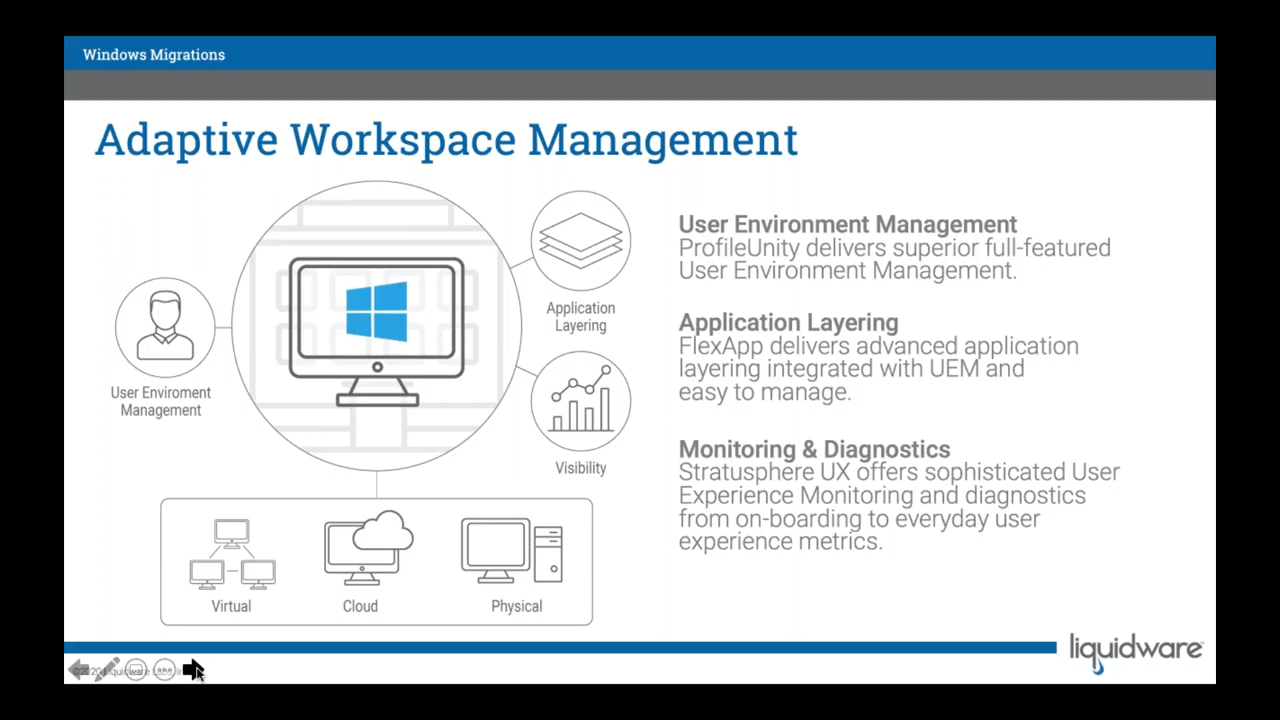 Windows Migrations
Adaptive Workspace Management
User Enviroment
Management
Application
Layering
Visibility
Virtual
Cloud
Physical
User Environment Management
ProfileUnity delivers superior full-featured
User Environment Management.
Application Layering
FlexApp delivers advanced application
layering integrated with UEM and
easy to manage.
Monitoring & Diagnostics
Stratusphere UX offers sophisticated User
Experience Monitoring and diagnostics
from on-boarding to everyday user
experience metrics.
liquidware™
©2020 Liquidware